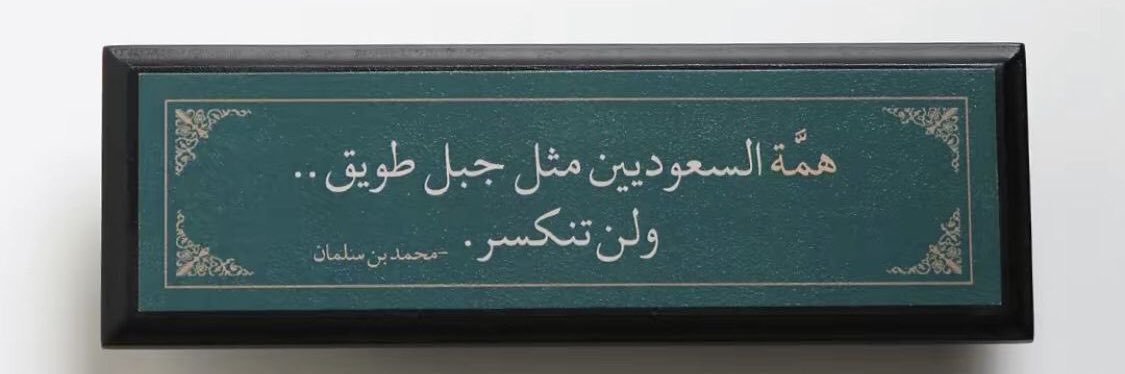 همَّة السعوديين مثل جبل طويق..
ولن تنكسر.
-محمد بن سلمان